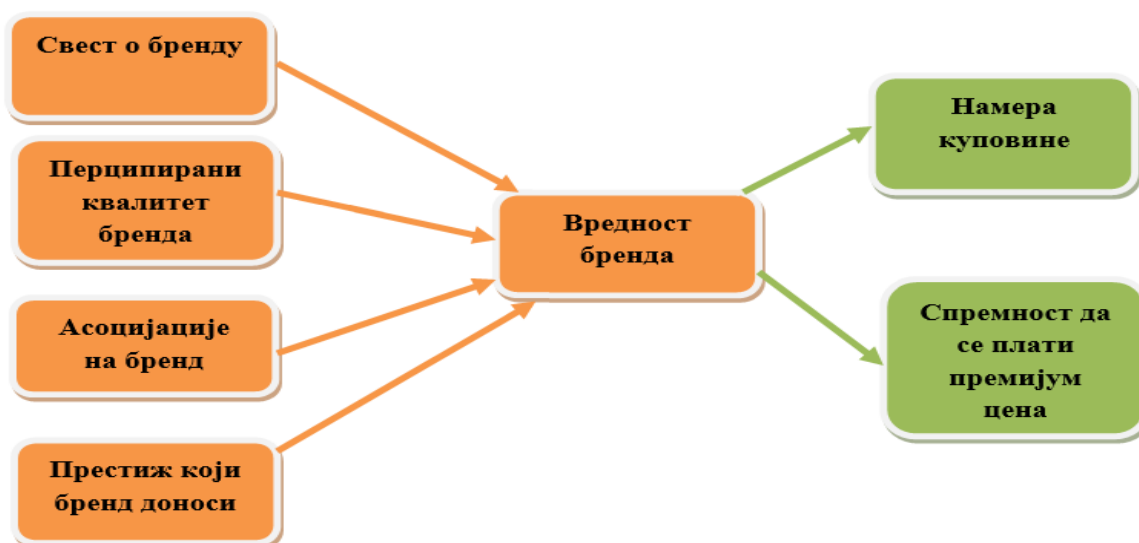 Свест о бренду
Перципирани
квалитет
бренда
Асоцијације
на бренд
Престиж који
бренд доноси
Вредност
бренда
Намера
куповине
Спремност да
се плати
премијум
цена